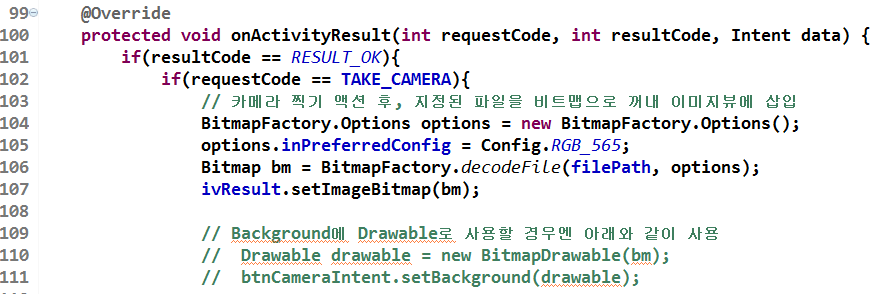 99 @Override
100 protected void onActivityResult(int requestCode, int resultCode, Intent data) {
101 if(resultCode == RESULT_OK){
102 if(requestCode == TAKE_CAMERA){
103 // 카메라 찍기 액션 후, 지정된 파일을 비트맵으로 꺼내 이미지뷰에 삽입
104 BitmapFactory.Options options = new BitmapFactory.Options();
105 options.inPreferredConfig = Config.RGB_565;
106 Bitmap bm = BitmapFactory.decodeFile(filePath, options);
107 ivResult.setImageBitmap(bm);
108
109 // Background에 Drawable로 사용할 경우엔 아래와 같이 사용
110 // Drawable drawable = new BitmapDrawable(bm);
111 // btnCameraIntent.setBackground(drawable);